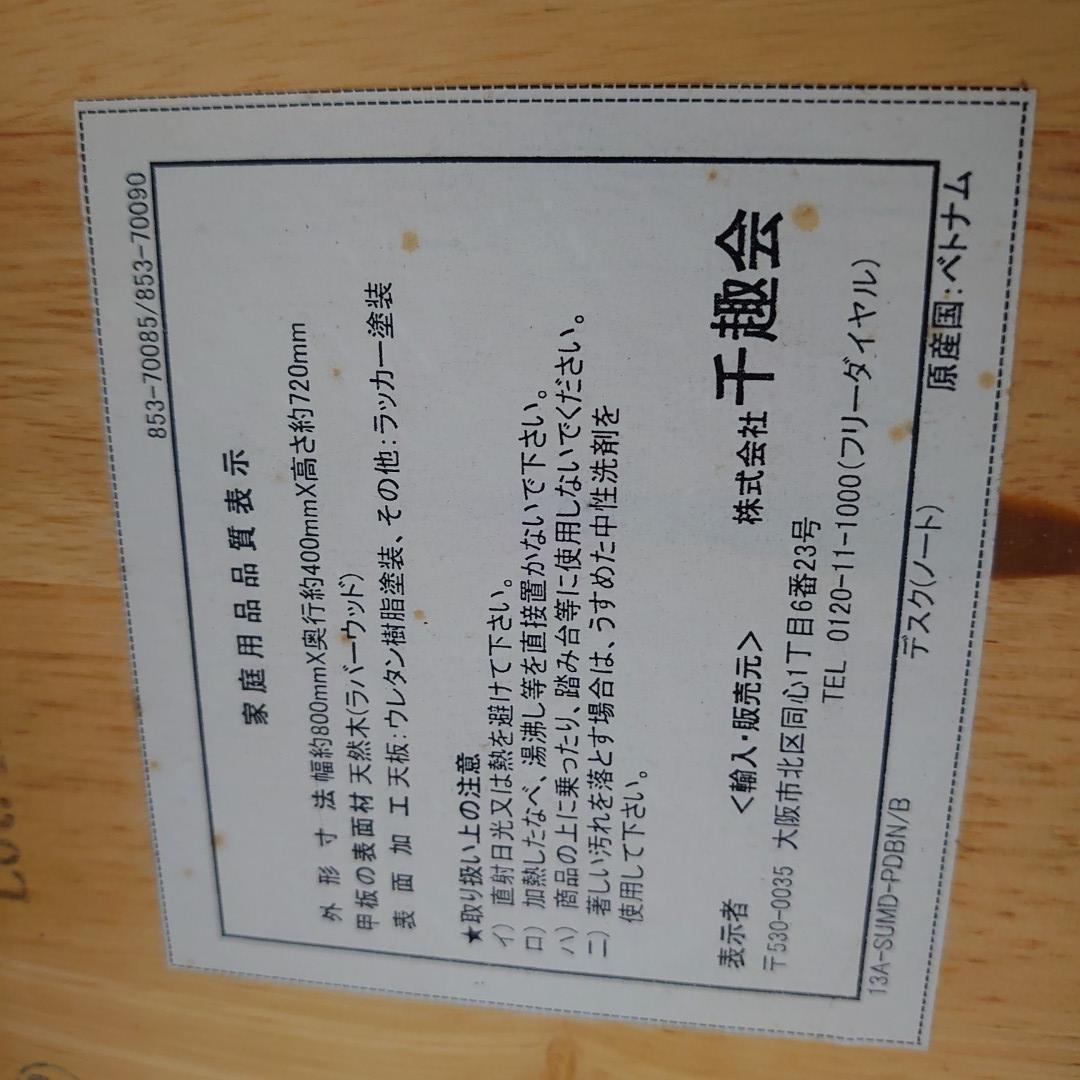 853-70085/853-70090
家庭用品品質表示
外形寸法 幅約800mmX奥行約400mmX高さ約720mm
甲板の表面材 天然木(ラバーウッド)
表面加工 天板:ウレタン樹脂塗装、その他:ラッカー塗装
★取り扱い上の注意
イ) 直射日光又は熱を避けて下さい。
ロ) 加熱したなべ、湯沸し等を直接置かないで下さい。
ハ) 商品の上に乗ったり、踏み台等に使用しないでください。
ニ) 著しい汚れを落とす場合は、うすめた中性洗剤を
使用して下さい。
表示者 <輸入・販売元> 株式会社 千趣会
〒530-0035 大阪市北区同心1丁目6番23号
TEL 0120-11-1000(フリーダイヤル)
13A-SUMD-PDBN/B デスク(ノート) 原産国:ベトナム